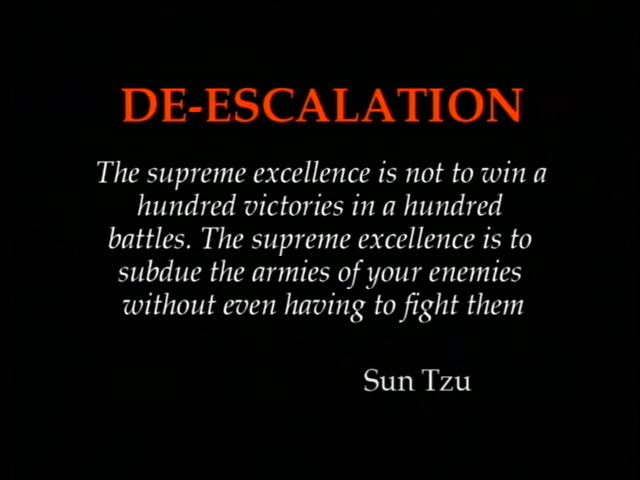 DE-ESCALATION
The supreme excellence is not to win a
hundred victories in a hundred
battles. The supreme excellence is to
subdue the armies of your enemies
without even having to fight them
Sun Tzu